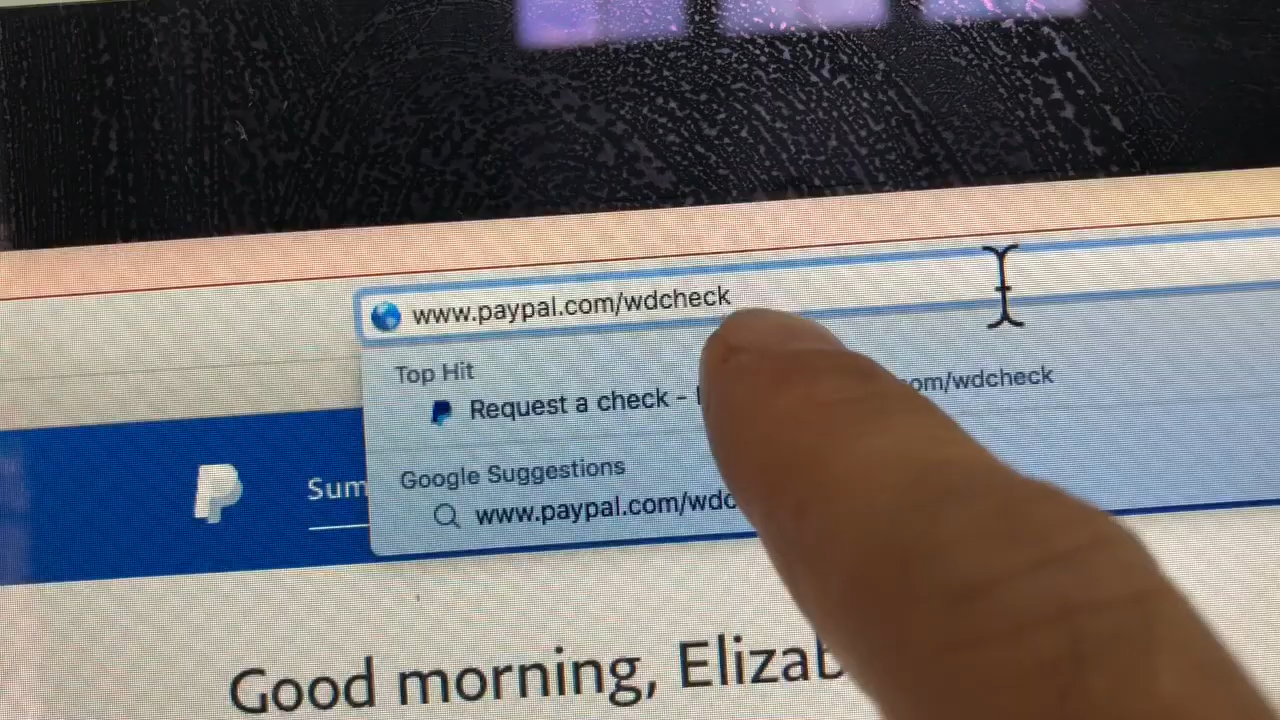 www.paypal.com/wdcheck
Top Hit
Request a check - om/wdcheck
Google Suggestions
www.paypal.com/wdc
Sum
Good morning, Elizab